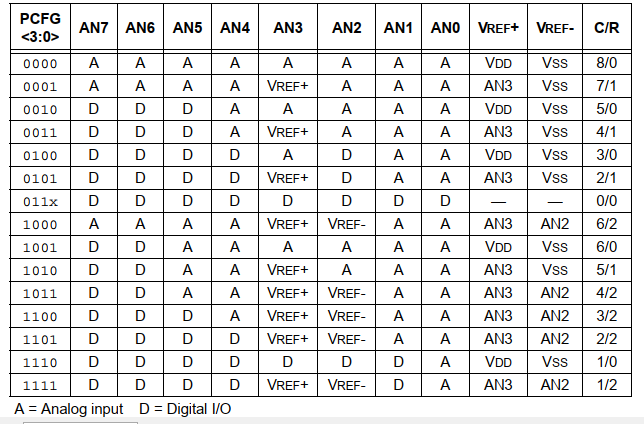 PCFG <3:0> AN7 AN6 AN5 AN4 AN3 AN2 AN1 AN0 VREF+ VREF- C/R
0000 A A A A A A A A VDD VSS 8/0
0001 A A A A VREF+ A A A AN3 VSS 7/1
0010 D D D A A A A A VDD VSS 5/0
0011 D D D A VREF+ A A A AN3 VSS 4/1
0100 D D D D A D A A VDD VSS 3/0
0101 D D D D VREF+ D A A AN3 VSS 2/1
011x D D D D D D D D — — 0/0
1000 A A A A VREF+ VREF- A A AN3 AN2 6/2
1001 D D A A A A A A VDD VSS 6/0
1010 D D A A VREF+ A A A AN3 VSS 5/1
1011 D D A A VREF+ VREF- A A AN3 AN2 4/2
1100 D D D A VREF+ VREF- A A AN3 AN2 3/2
1101 D D D D VREF+ VREF- A A AN3 AN2 2/2
1110 D D D D D D D A VDD VSS 1/0
1111 D D D D VREF+ VREF- D A AN3 AN2 1/2
A = Analog input D = Digital I/O